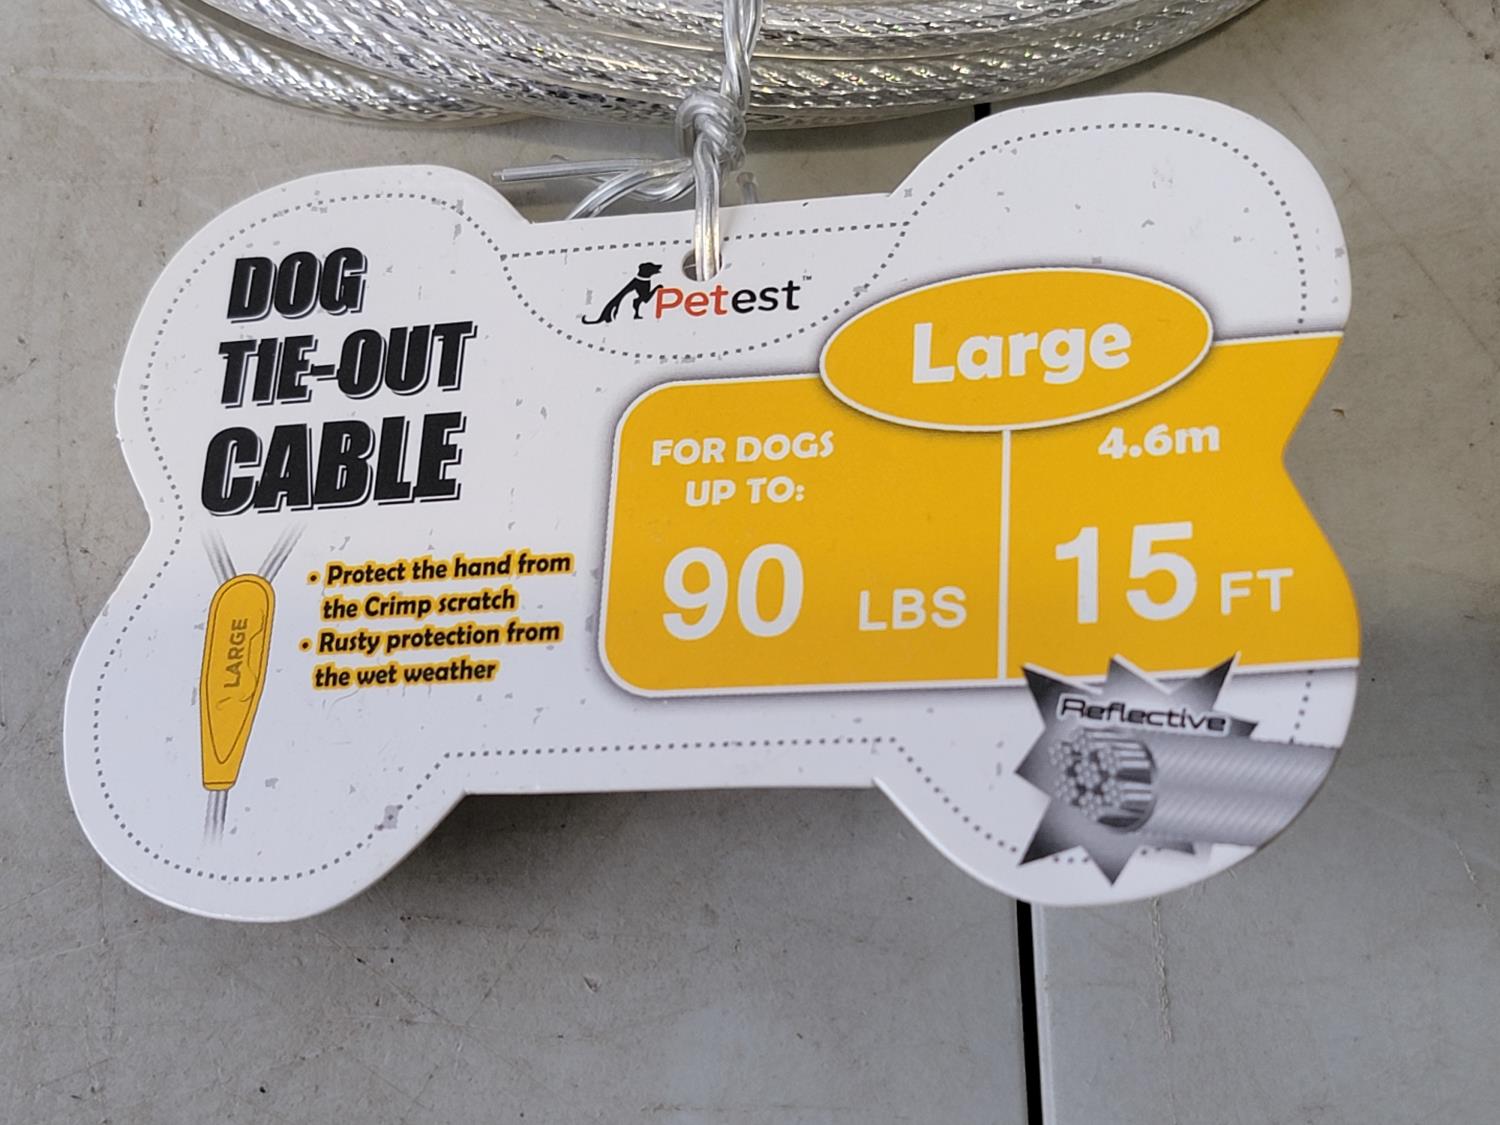 DOG
TIE-OUT
CABLE
Petest™
Large
FOR DOGS
UP TO:
90 LBS
4.6m
15 FT
• Protect the hand from
the Crimp scratch
• Rusty protection from
the wet weather
LARGE
Reflective